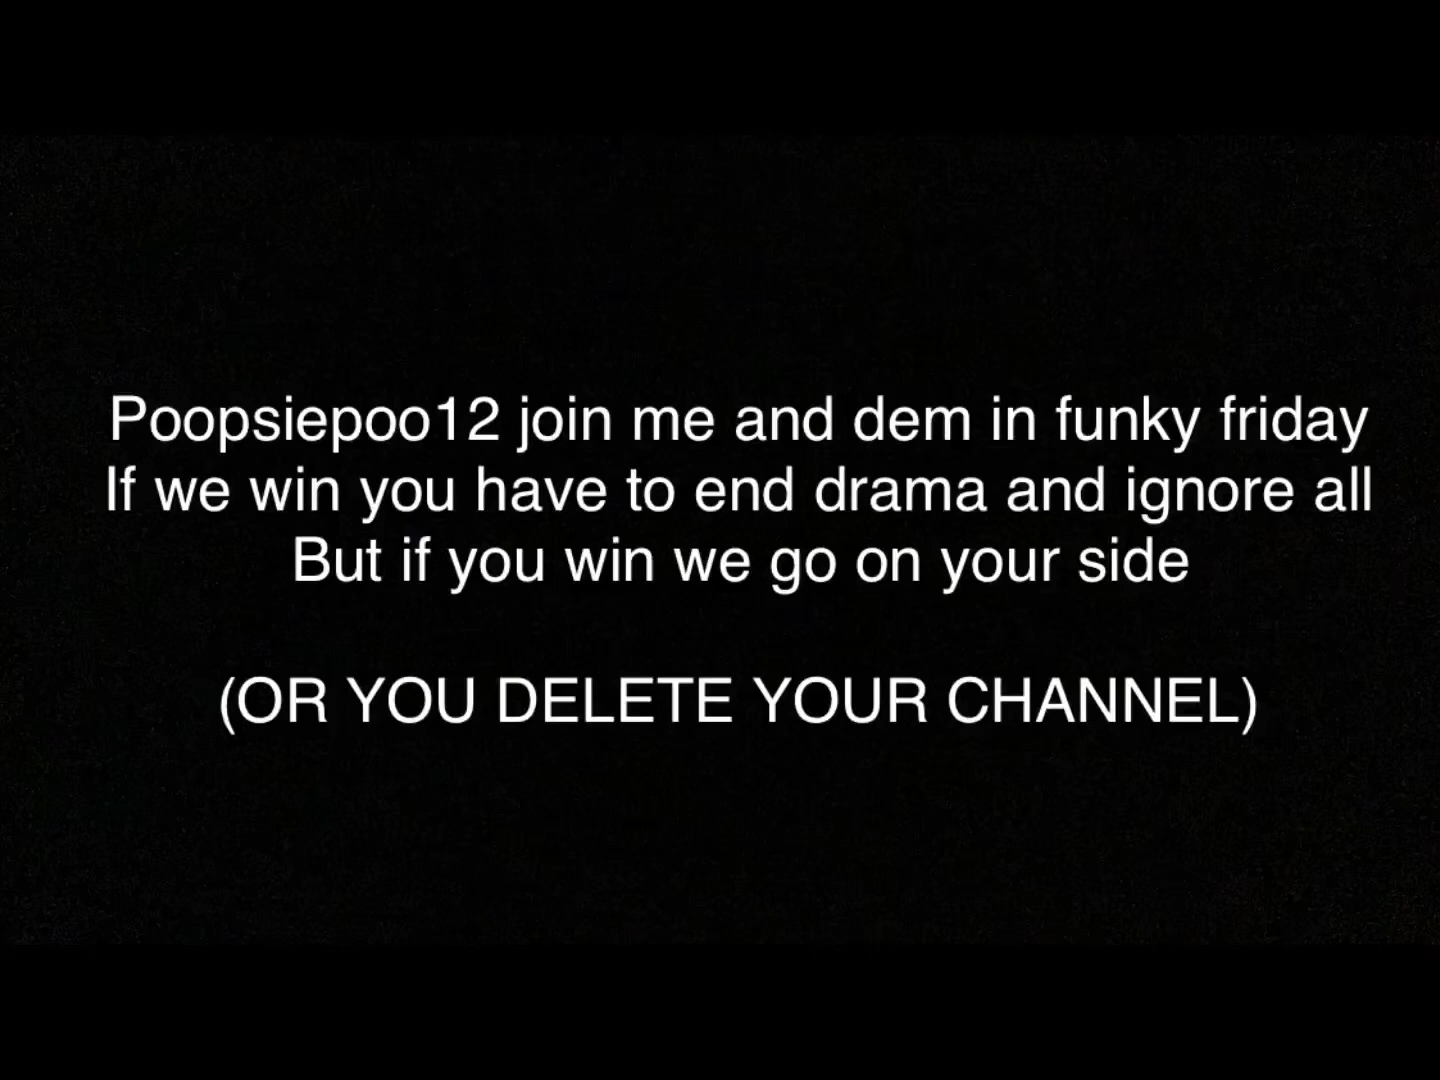 Poopsiepoo12 join me and dem in funky friday
If we win you have to end drama and ignore all
But if you win we go on your side
(OR YOU DELETE YOUR CHANNEL)